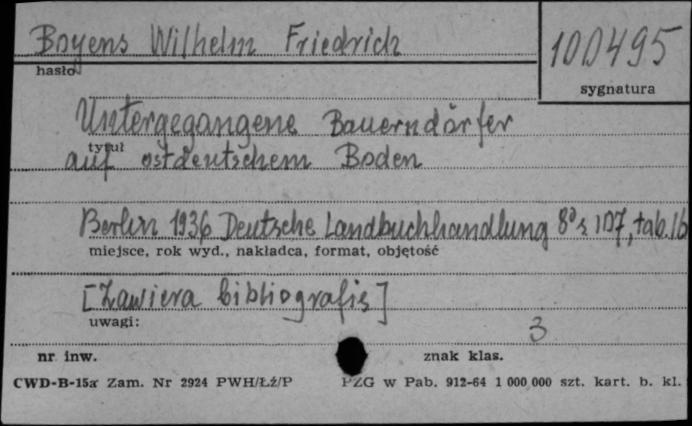 Boyens Wilhelm Friedrich
100495
hasło
sygnatura
Untergegangene Bauerndörfer
tytuł
auf ostdeutschem Boden
Berlin 1936 Deutsche Landbuchhandlung 8° s 107, tab. 16
miejsce, rok wyd., nakładca, format, objętość
[Zawiera bibliografię]
uwagi:
3
nr inw.
znak klas.
CWD-B-15a Zam. Nr 2924 PWH/Łź/P PZG w Pab. 912-64 1 000 000 szt. kart. b. kl.